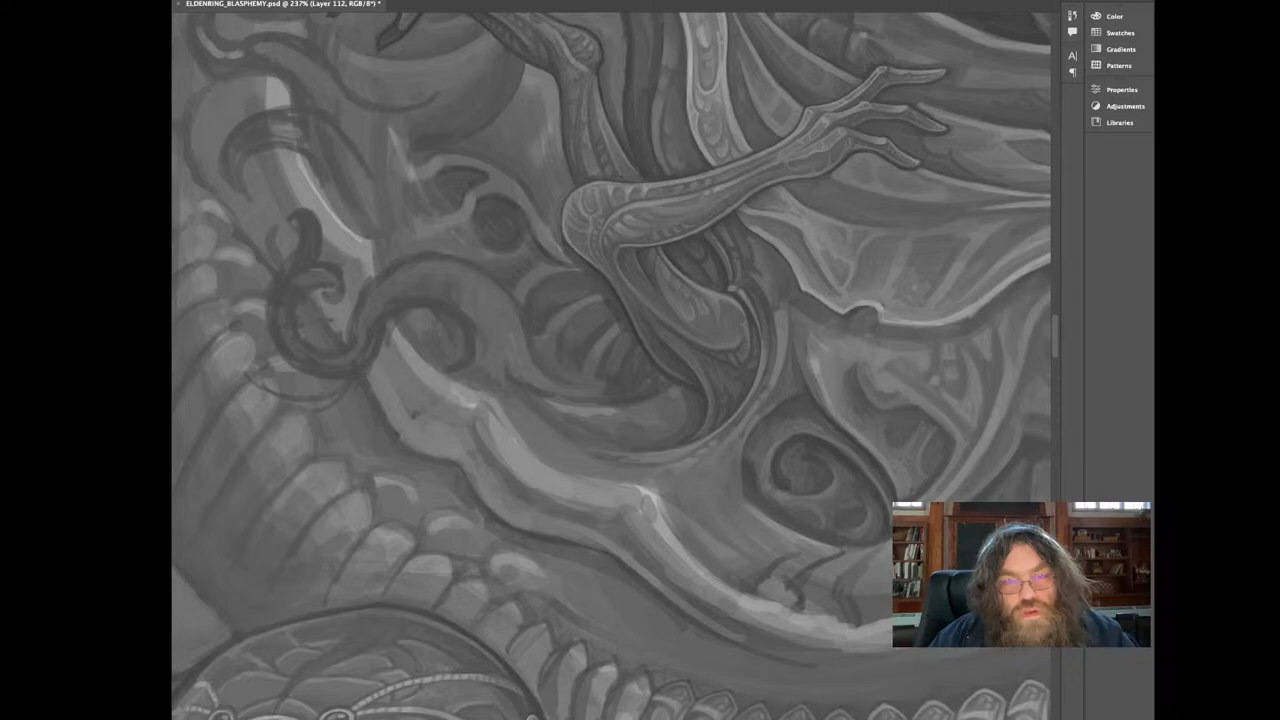 ELDENRING_BLASPHEMY.psd @ 237% (Layer 112, RGB/8*) *
Color
Swatches
Gradients
Patterns
Properties
Adjustments
Libraries